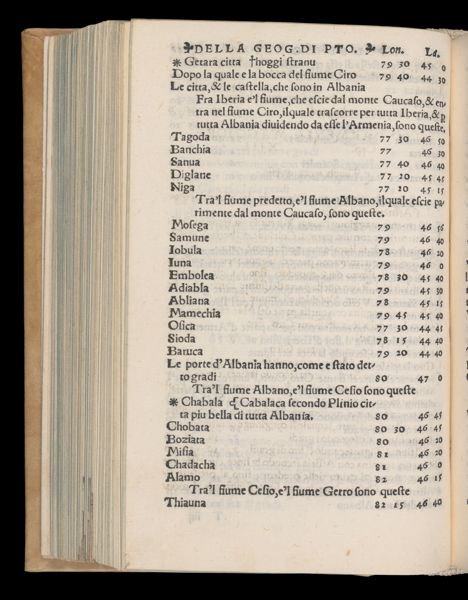 DELLA GEOG. DI PTO. Lon. La.
* Getara citta †hoggi stranu 79 30 45 0
Dopo la quale e la bocca del fiume Ciro 79 40 44 30
Le citta, & le castella, che sono in Albania
Fra Iberia e'l fiume, che escie dal monte Caucaso, & en
tra nel fiume Ciro, il quale trascorre per tutta Iberia, & p
tutta Albania diuidendo da esse l'Armenia, sono queste.
Tagoda 77 30 46 50
Banchia 77 46 30
Sanua 77 40 46 40
Diglane 77 20 45 45
Niga 77 20 45 15
Tra'l fiume predetto, e'l fiume Albano, il quale escie pa
rimente dal monte Caucaso, sono queste.
Mosega 79 46
Samune 79 46 40
Iobula 78 46 20
Iuna 79 46 0
Embolea 78 30 45 40
Adiabla 79 45 30
Abliana 78 45 15
Mamechia 79 45 45 40
Osica 77 30 44 45
Sioda 78 15 44 40
Baruca 79 20 44 40
Le porte d'Albania hanno, come e stato det-
to gradi 80 47 0
Tra'l fiume Albano, e'l fiume Cesio sono queste
* Chabala ¶ Cabalaca secondo Plinio cit-
ta piu bella di tutta Albania. 80 46 45
Chobata 80 30 46 45
Boziata 80 46 20
Misia 81 46 20
Chadacha 81 46 0
Alamo 82 46 15
Tra'l fiume Cesio, e'l fiume Gerro sono queste
Thiauna 82 15 46 40